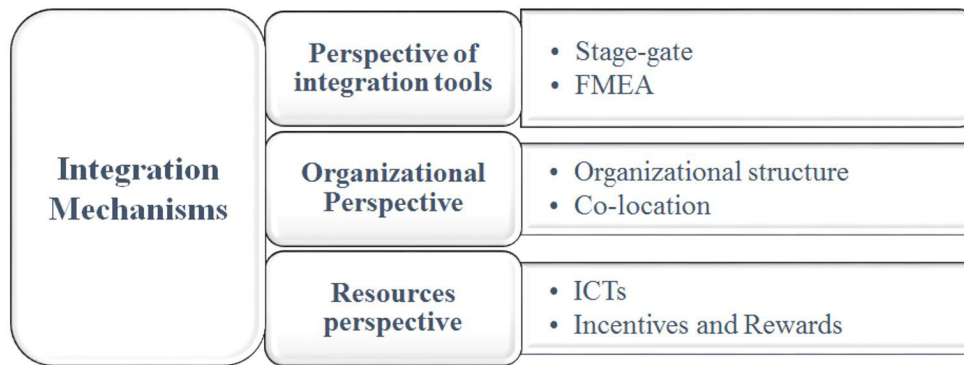 Integration
Mechanisms
Perspective of
integration tools
• Stage-gate
• FMEA
Organizational
Perspective
• Organizational structure
• Co-location
Resources
perspective
• ICTs
• Incentives and Rewards